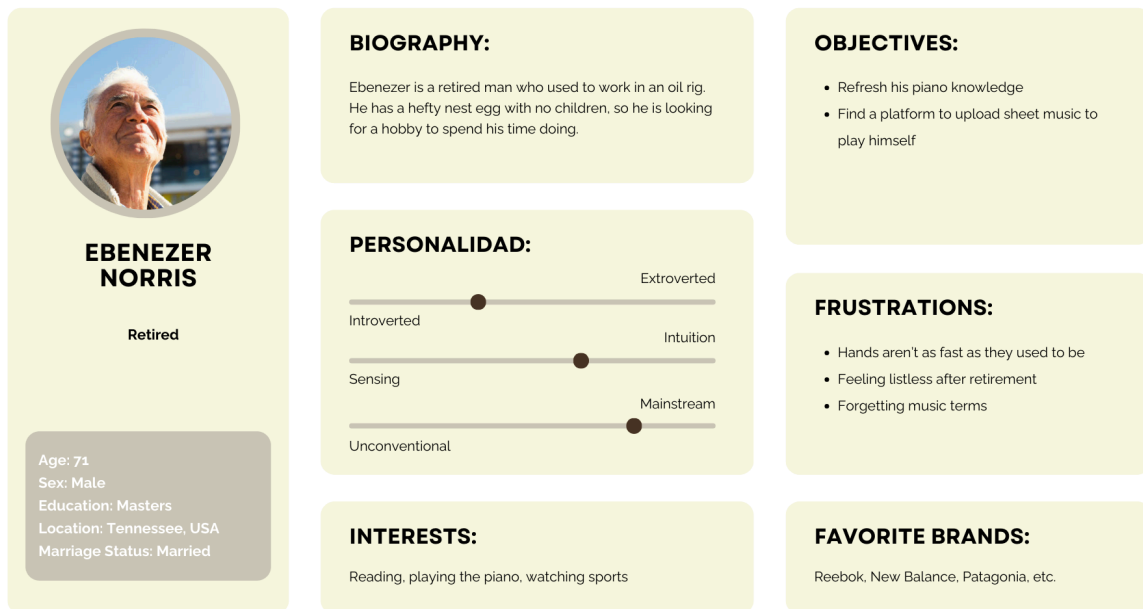 EBENEZER
NORRIS
Retired
Age: 71
Sex: Male
Education: Masters
Location: Tennessee, USA
Marriage Status: Married
BIOGRAPHY:
Ebenezer is a retired man who used to work in an oil rig.
He has a hefty nest egg with no children, so he is looking
for a hobby to spend his time doing.
PERSONALIDAD:
Extroverted
Introverted
Intuition
Sensing
Mainstream
Unconventional
INTERESTS:
Reading, playing the piano, watching sports
OBJECTIVES:
• Refresh his piano knowledge
• Find a platform to upload sheet music to
play himself
FRUSTRATIONS:
• Hands aren't as fast as they used to be
• Feeling listless after retirement
• Forgetting music terms
FAVORITE BRANDS:
Reebok, New Balance, Patagonia, etc.